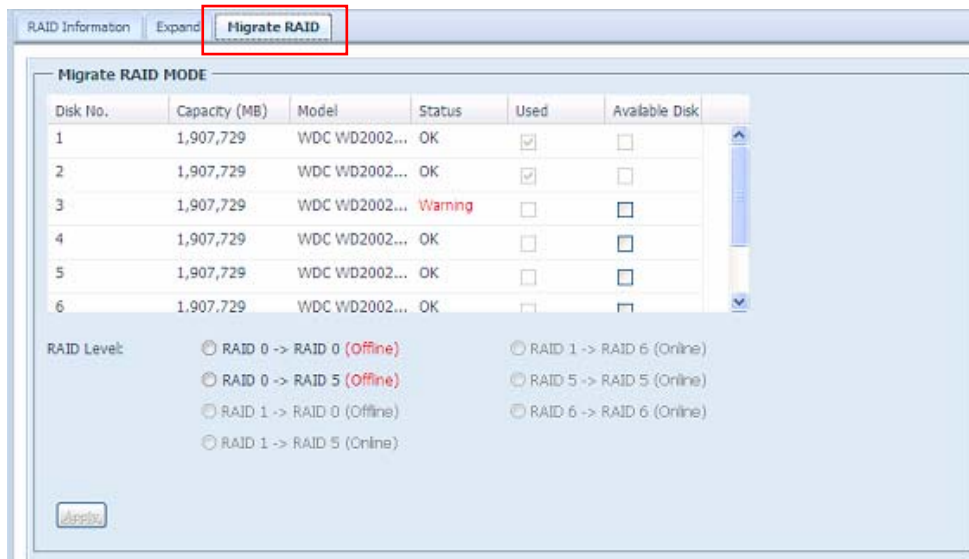 RAID Information Expand Migrate RAID
Migrate RAID MODE
Disk No. Capacity (MB) Model Status Used Available Disk
1 1,907,729 WDC WD2002... OK
2 1,907,729 WDC WD2002... OK
3 1,907,729 WDC WD2002... Warning
4 1,907,729 WDC WD2002... OK
5 1,907,729 WDC WD2002... OK
6 1,907,729 WDC WD2002... OK
RAID Level: RAID 0 -> RAID 0 (Offline) RAID 1 -> RAID 6 (Online)
RAID 0 -> RAID 5 (Offline) RAID 5 -> RAID 5 (Online)
RAID 1 -> RAID 0 (Offline) RAID 6 -> RAID 6 (Online)
RAID 1 -> RAID 5 (Online)
Apply